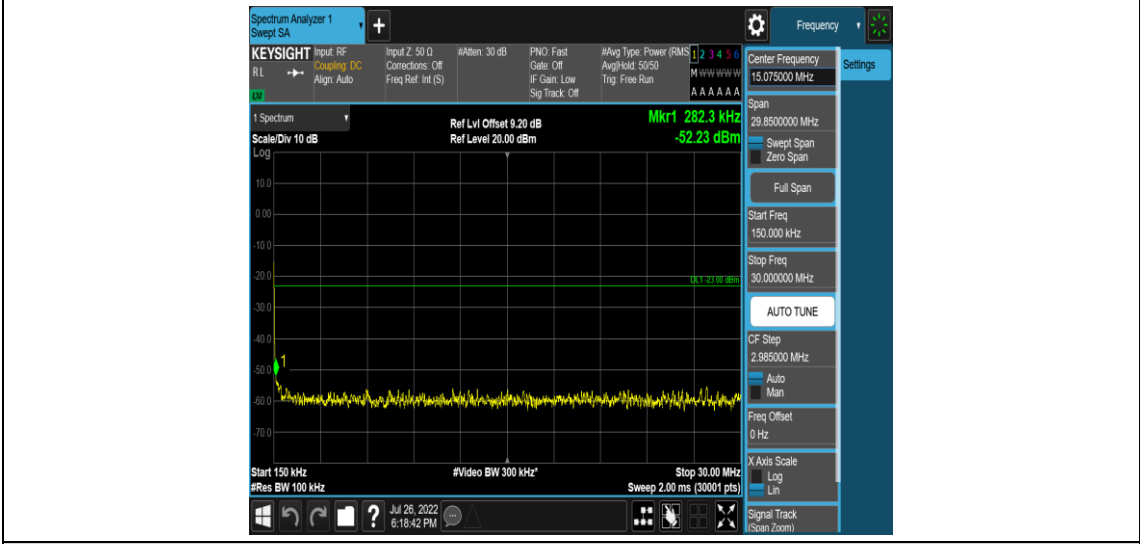 Spectrum Analyzer 1
Swept SA
Frequency
KEYSIGHT
RL
Input: RF
Coupling: DC
Align: Auto
Input Z: 50 Ω
Corrections: Off
Freq Ref: Int (S)
#Atten: 30 dB
PNO: Fast
Gate: Off
IF Gain: Low
Sig Track: Off
#Avg Type: Power (RMS
Avg|Hold: 50/50
Trig: Free Run
1 2 3 4 5 6
M W W W W W
A A A A A A
1 Spectrum
Scale/Div 10 dB
Log
Ref Lvl Offset 9.20 dB
Ref Level 20.00 dBm
Mkr1 282.3 kHz
-52.23 dBm
10.0
0.00
-10.0
-20.0
DL1 -23.00 dBm
-30.0
-40.0
1
-50.0
-60.0
-70.0
Start 150 kHz
#Res BW 100 kHz
#Video BW 300 kHz*
Stop 30.00 MHz
Sweep 2.00 ms (30001 pts)
?
Jul 26, 2022
6:18:42 PM
Center Frequency
15.075000 MHz
Settings
Span
29.8500000 MHz
Swept Span
Zero Span
Full Span
Start Freq
150.000 kHz
Stop Freq
30.000000 MHz
AUTO TUNE
CF Step
2.985000 MHz
Auto
Man
Freq Offset
0 Hz
X Axis Scale
Log
Lin
Signal Track
(Span Zoom)